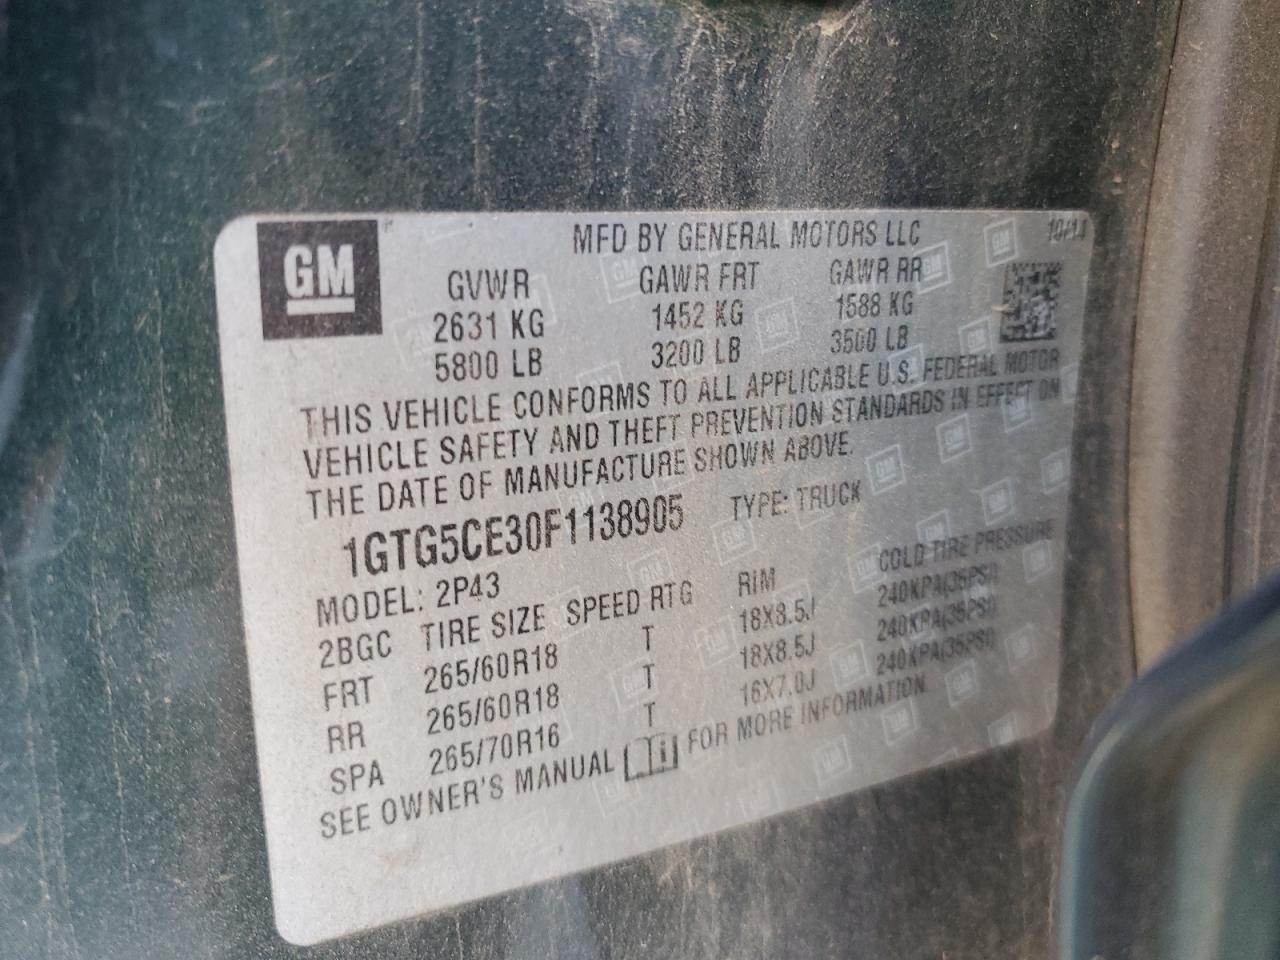 GM
MFD BY GENERAL MOTORS LLC 10/14
GVWR GAWR FRT GAWR RR
2631 KG 1452 KG 1588 KG
5800 LB 3200 LB 3500 LB
THIS VEHICLE CONFORMS TO ALL APPLICABLE U.S. FEDERAL MOTOR
VEHICLE SAFETY AND THEFT PREVENTION STANDARDS IN EFFECT ON
THE DATE OF MANUFACTURE SHOWN ABOVE.
1GTG5CE30F1138905 TYPE: TRUCK
MODEL: 2P43
2BGC TIRE SIZE SPEED RTG RIM COLD TIRE PRESSURE
FRT 265/60R18 T 18X8.5J 240KPA(35PSI)
RR 265/60R18 T 18X8.5J 240KPA(35PSI)
SPA 265/70R16 T 16X7.0J 240KPA(35PSI)
SEE OWNER'S MANUAL i FOR MORE INFORMATION